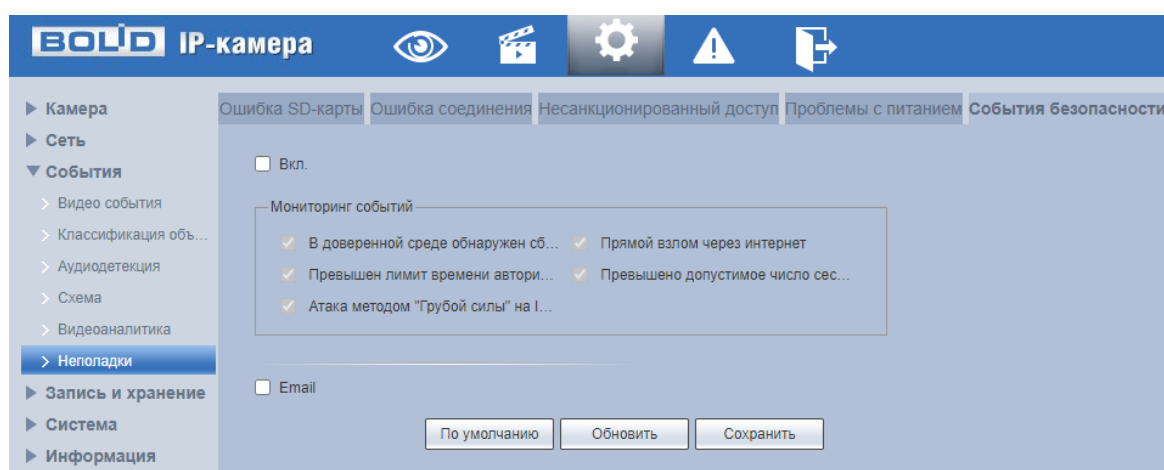 BOLID IP-камера
Ошибка SD-карты Ошибка соединения Несанкционированный доступ Проблемы с питанием События безопасности
Камера
Сеть
События
Видео события
Классификация объ...
Аудиодетекция
Схема
Видеоаналитика
Неполадки
Запись и хранение
Система
Информация
Вкл.
Мониторинг событий
В доверенной среде обнаружен сб... Прямой взлом через интернет
Превышен лимит времени автори... Превышено допустимое число сес...
Атака методом "Грубой силы" на I...
Email
По умолчанию Обновить Сохранить